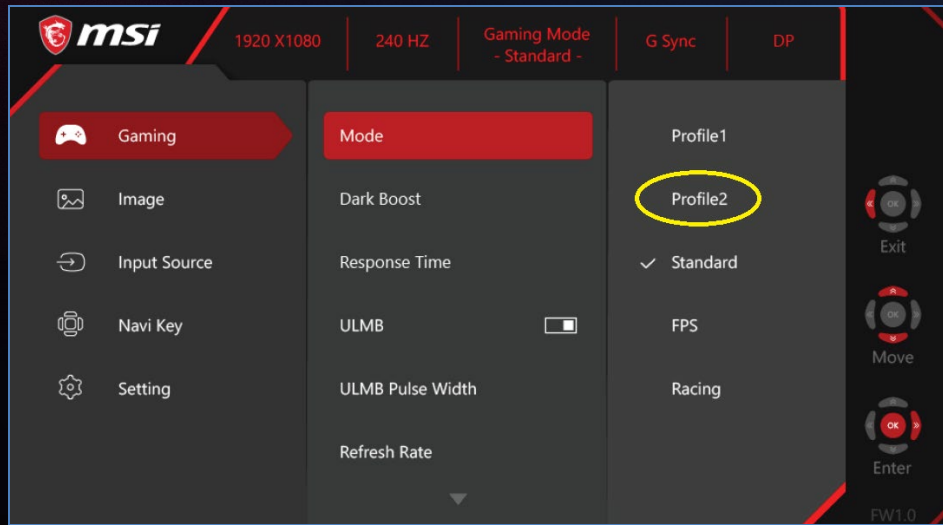 msi
1920 X1080
240 HZ
Gaming Mode
- Standard -
G Sync
DP
Gaming
Image
Input Source
Navi Key
Setting
Mode
Dark Boost
Response Time
ULMB
ULMB Pulse Width
Refresh Rate
Profile1
Profile2
Standard
FPS
Racing
OK
Exit
OK
Move
OK
Enter
FW1.0